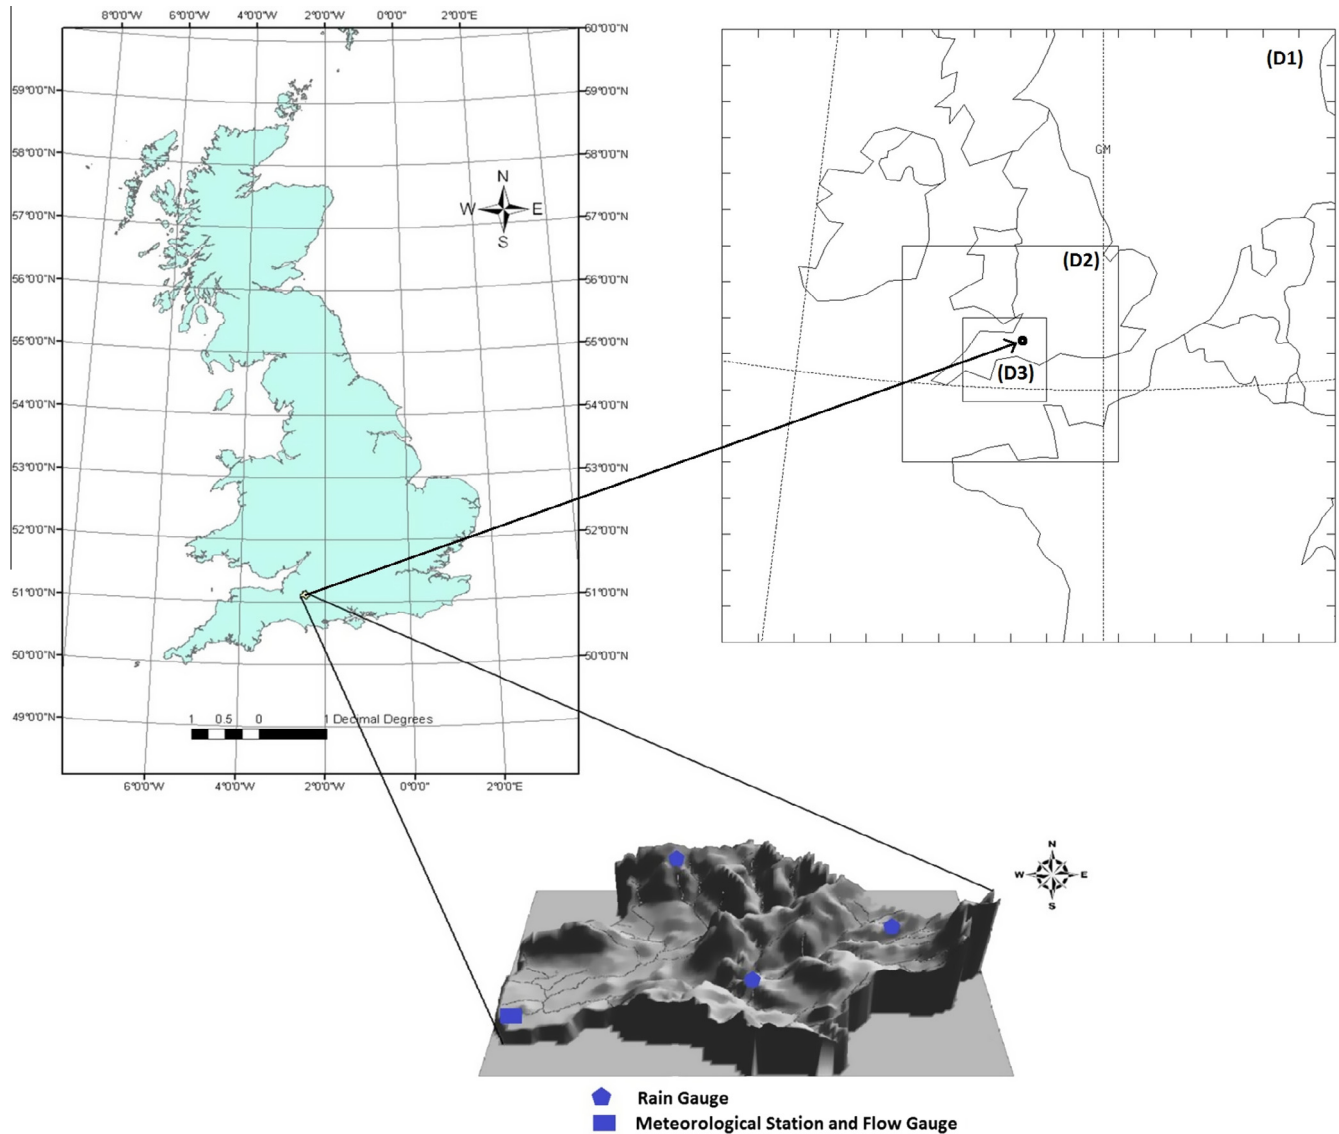 8°0'0"W 6°0'0"W 4°0'0"W 2°0'0"W 0°0'0" 2°0'0"E
60°0'0"N
59°0'0"N 59°0'0"N
58°0'0"N 58°0'0"N
57°0'0"N 57°0'0"N
56°0'0"N 56°0'0"N
55°0'0"N 55°0'0"N
54°0'0"N 54°0'0"N
53°0'0"N 53°0'0"N
52°0'0"N 52°0'0"N
51°0'0"N 51°0'0"N
50°0'0"N 50°0'0"N
49°0'0"N
N
W E
S
1 0.5 0 1 Decimal Degrees
6°0'0"W 4°0'0"W 2°0'0"W 0°0'0" 2°0'0"E
(D1)
GM
(D2)
(D3)
N
W E
S
Rain Gauge
Meteorological Station and Flow Gauge